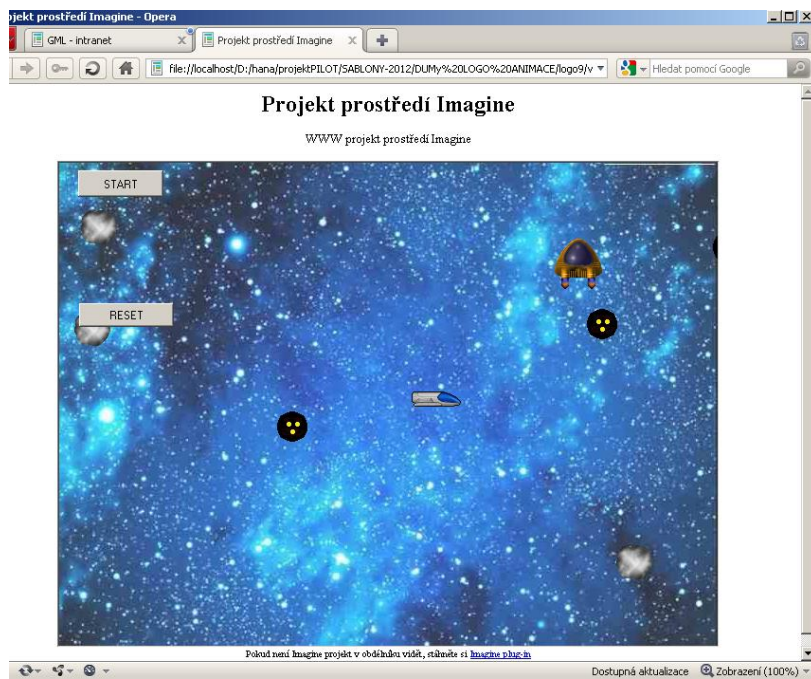 ojekt prostředí Imagine - Opera
GML - intranet
Projekt prostředí Imagine
file://localhost/D:/hana/projektPILOT/SABLONY-2012/DUMy%20LOGO%20ANIMACE/logo9/v
Hledat pomocí Google
Projekt prostředí Imagine
WWW projekt prostředí Imagine
START
RESET
Pokud není Imagine projekt v obdélníku vidět, stáhněte si Imagine plug-in
Dostupná aktualizace
Zobrazení (100%)